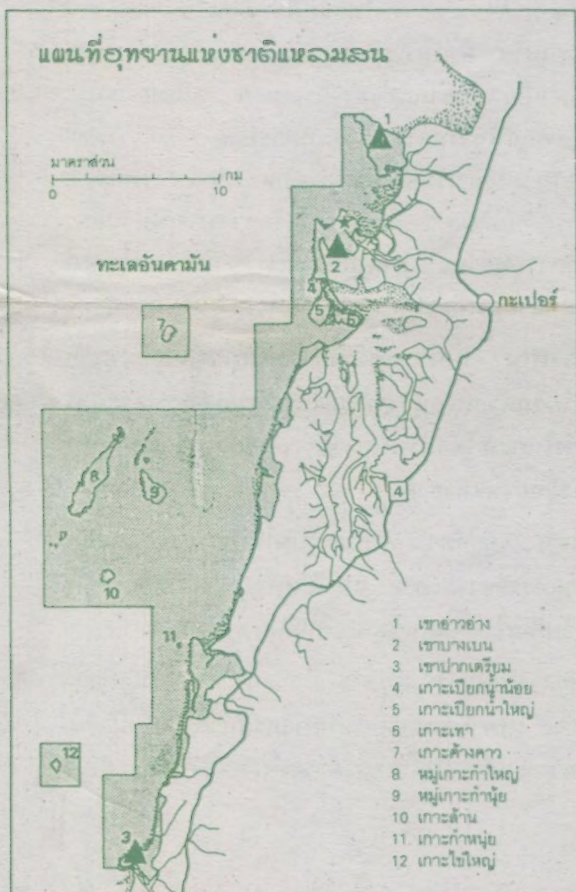 แผนที่อุทยานแห่งชาติแหลมสน
1
มาตราส่วน
กม
0 10
2
ทะเลอันดามัน
4
กะเปอร์
5
6
7
8
9
4
10
11
12
3
1 เขาอ่าวอ่าง
2 เขาบางเบน
3 เขาปากเตรียม
4 เกาะเปียกน้ำน้อย
5 เกาะเปียกน้ำใหญ่
6 เกาะเทา
7 เกาะค้างคาว
8 หมู่เกาะกำใหญ่
9 หมู่เกาะกำนุ้ย
10 เกาะล้าน
11 เกาะกำหนุ่ย
12 เกาะไข่ใหญ่